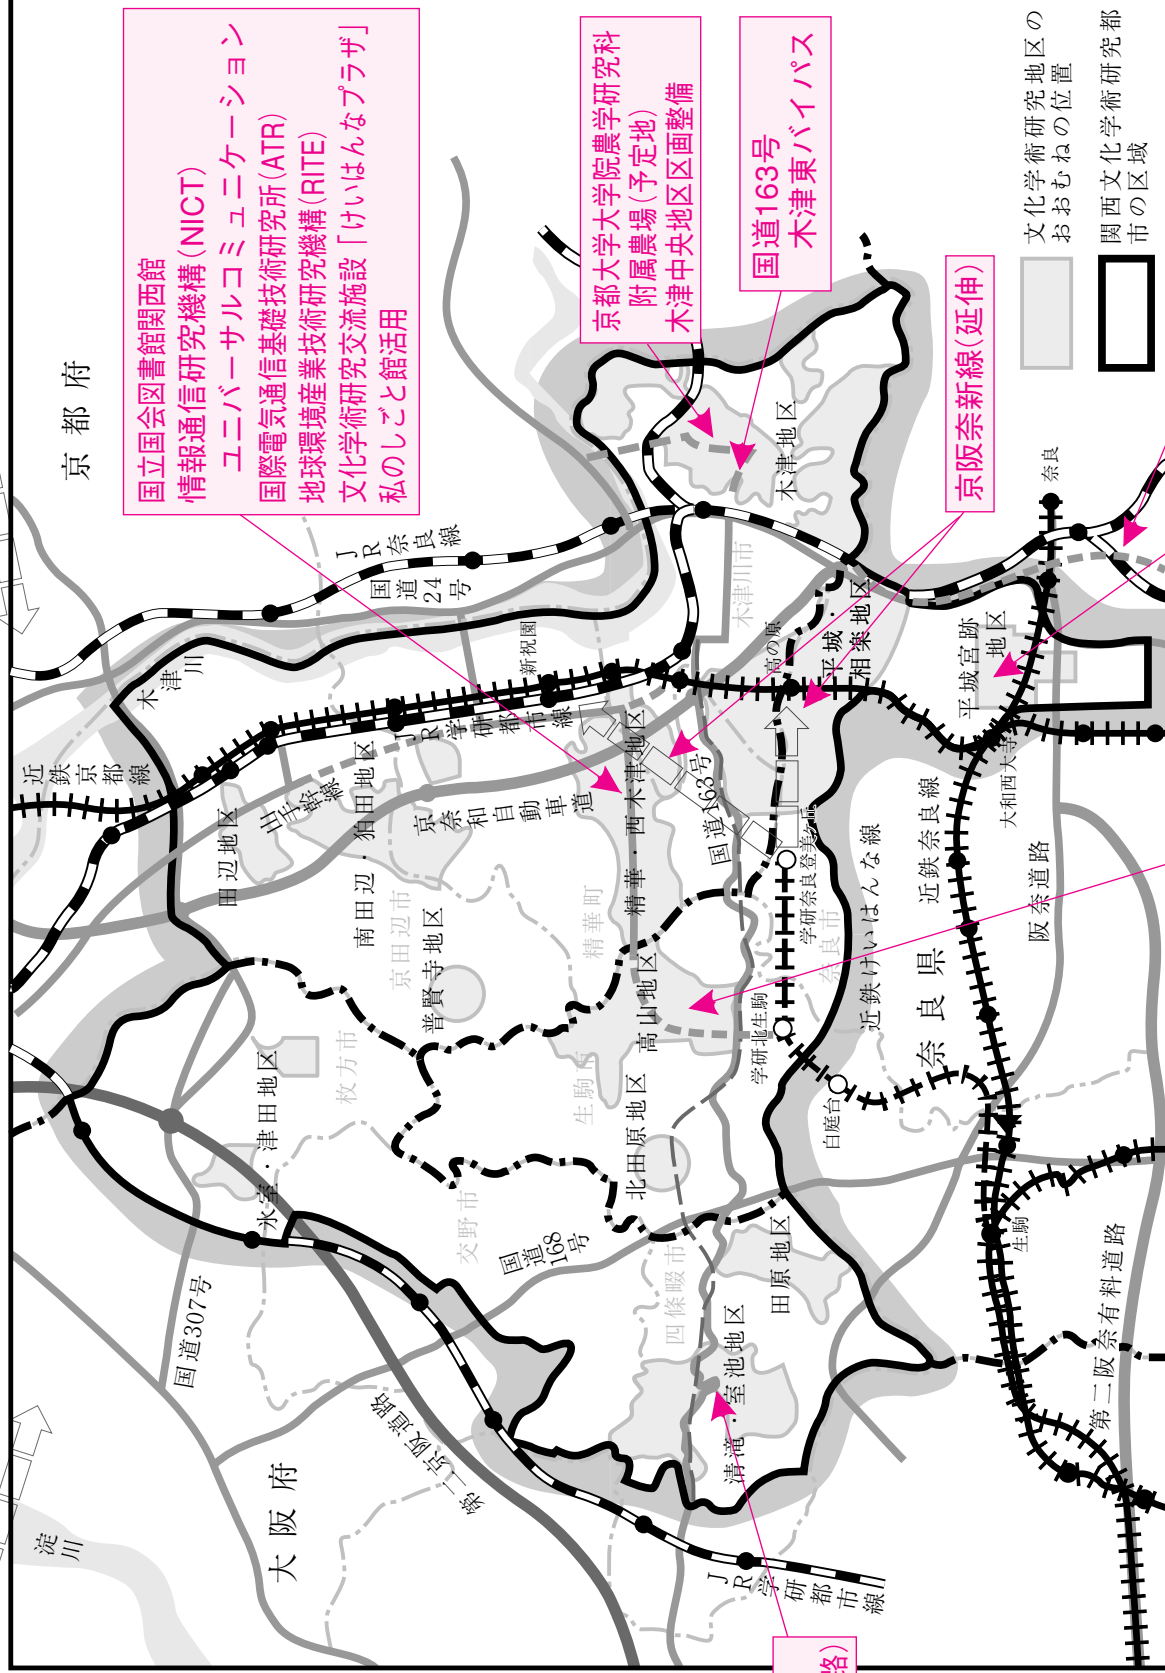 国立国会図書館関西館
情報通信研究機構(NICT)
ユニバーサルコミュニケーション
国際電気通信基礎技術研究所(ATR)
地球環境産業技術研究機構(RITE)
文化学術研究交流施設「けいはんなプラザ」
私のしごと館活用
京都大学大学院農学研究科
附属農場(予定地)
木津中央地区区画整備
国道163号
木津東バイパス
京阪奈新線(延伸)
文化学術研究地区の
おおむねの位置
関西文化学術研究都
市の区域
京都府
JR奈良線
国道24号
木津川
近鉄京都線
新祝園
JR学研都市線
山手幹線
田辺地区
南田辺・狛田地区
京奈和自動車道
京田辺市
普賢寺地区
精華町
精華・西木津地区
木津川市
木津地区
高の原
平城・
相楽地区
国道163号
学研奈良登美ヶ丘
奈良市
近鉄けいはんな線
近鉄奈良線
大和西大寺
平城宮跡
地区
奈良
阪奈道路
奈良県
高山地区
学研北生駒
白庭台
生駒市
北田原地区
枚方市
氷室・津田地区
交野市
国道168号
四條畷市
田原地区
清滝・室池地区
生駒
第二阪奈有料道路
国道307号
第二京阪道路
大阪府
淀川
JR学研都市線
路)